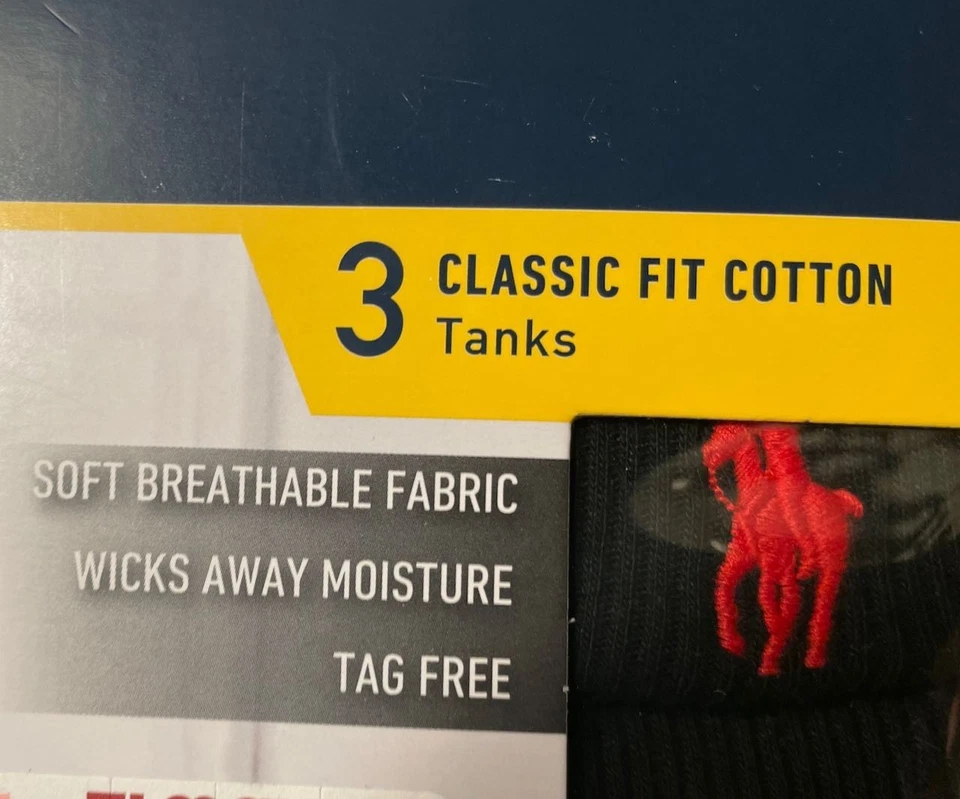 3 CLASSIC FIT COTTON
Tanks
SOFT BREATHABLE FABRIC
WICKS AWAY MOISTURE
TAG FREE